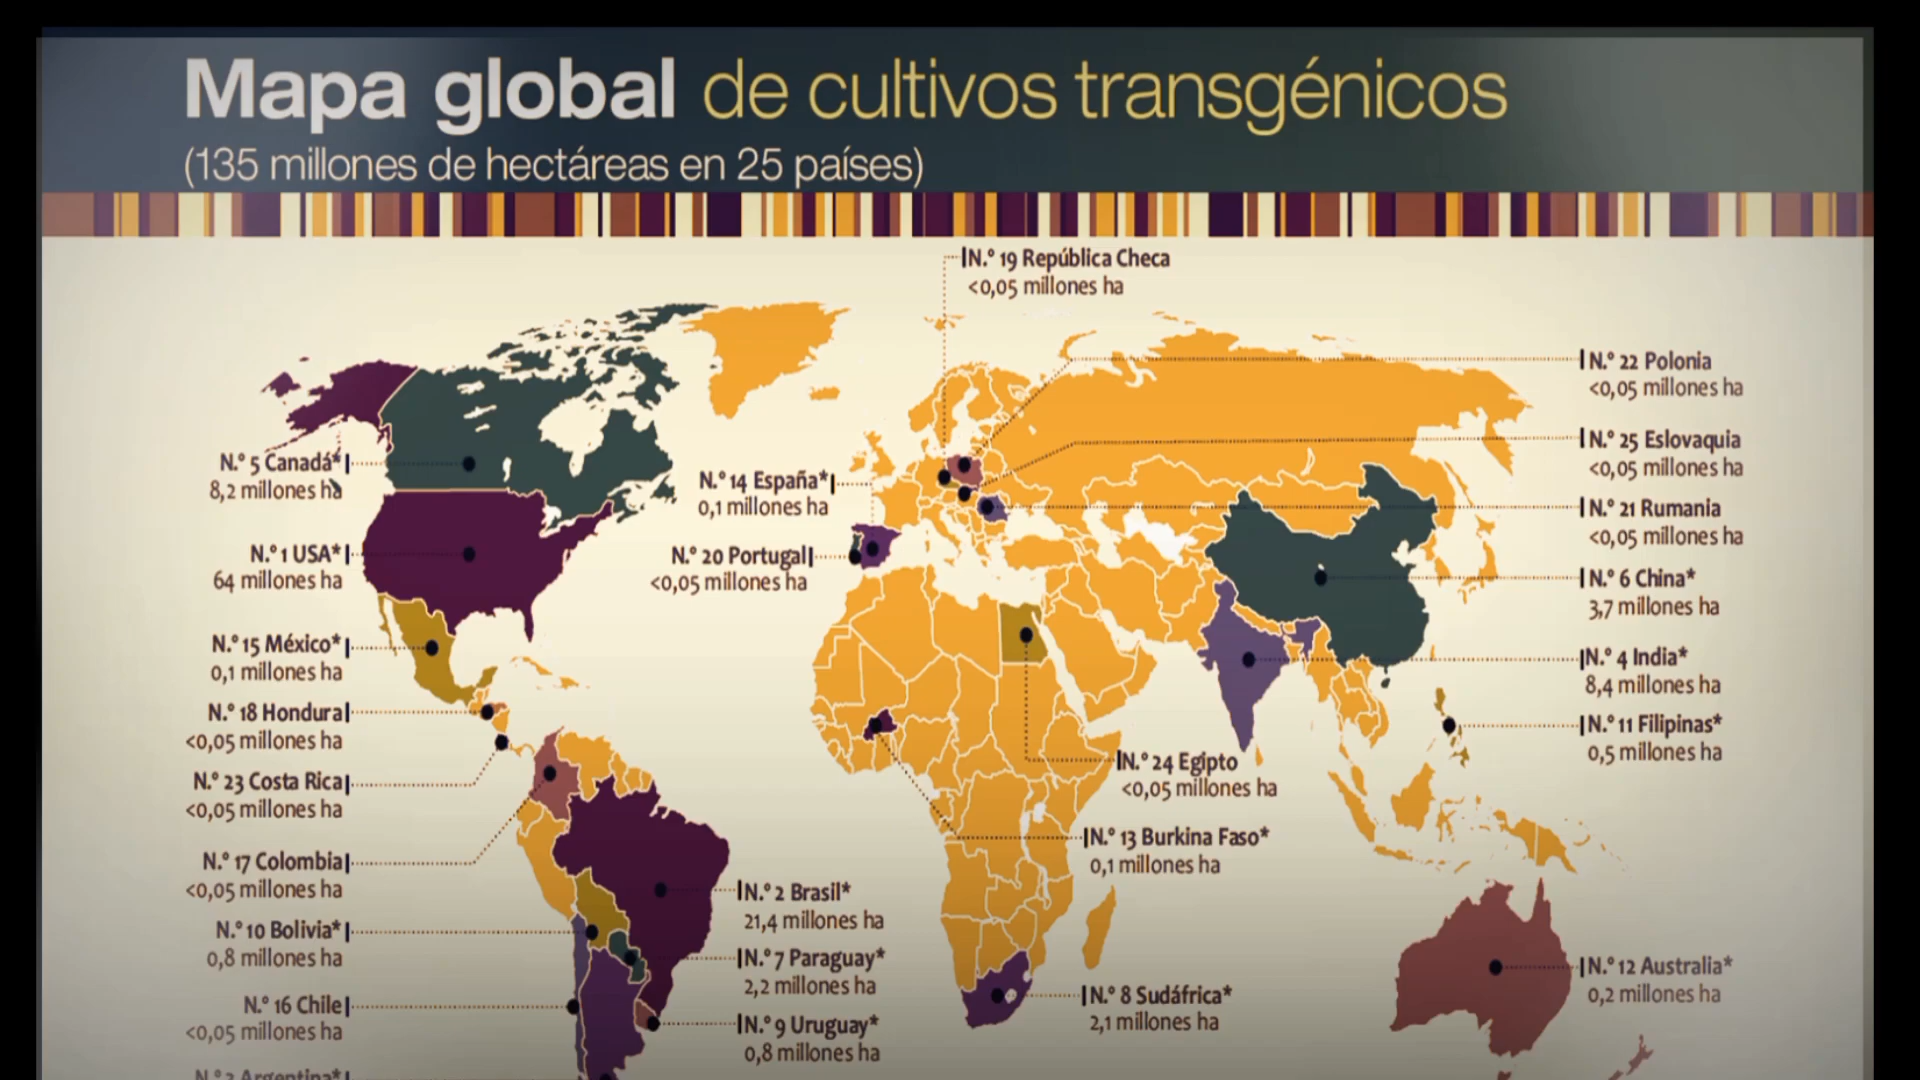 Mapa global de cultivos transgénicos
(135 millones de hectáreas en 25 países)
N.º 19 República Checa
<0,05 millones ha
N.º 22 Polonia
<0,05 millones ha
N.º 25 Eslovaquia
<0,05 millones ha
N.º 5 Canadá*
8,2 millones ha
N.º 14 España*
0,1 millones ha
N.º 21 Rumania
<0,05 millones ha
N.º 1 USA*
64 millones ha
N.º 20 Portugal
<0,05 millones ha
N.º 6 China*
3,7 millones ha
N.º 15 México*
0,1 millones ha
N.º 4 India*
8,4 millones ha
N.º 18 Hondura
<0,05 millones ha
N.º 11 Filipinas*
0,5 millones ha
N.º 23 Costa Rica
<0,05 millones ha
N.º 24 Egipto
<0,05 millones ha
N.º 13 Burkina Faso*
0,1 millones ha
N.º 17 Colombia
<0,05 millones ha
N.º 2 Brasil*
21,4 millones ha
N.º 10 Bolivia*
0,8 millones ha
N.º 7 Paraguay*
2,2 millones ha
N.º 12 Australia*
0,2 millones ha
N.º 16 Chile
<0,05 millones ha
N.º 8 Sudáfrica*
2,1 millones ha
N.º 9 Uruguay*
0,8 millones ha
N.º 3 Argentina*